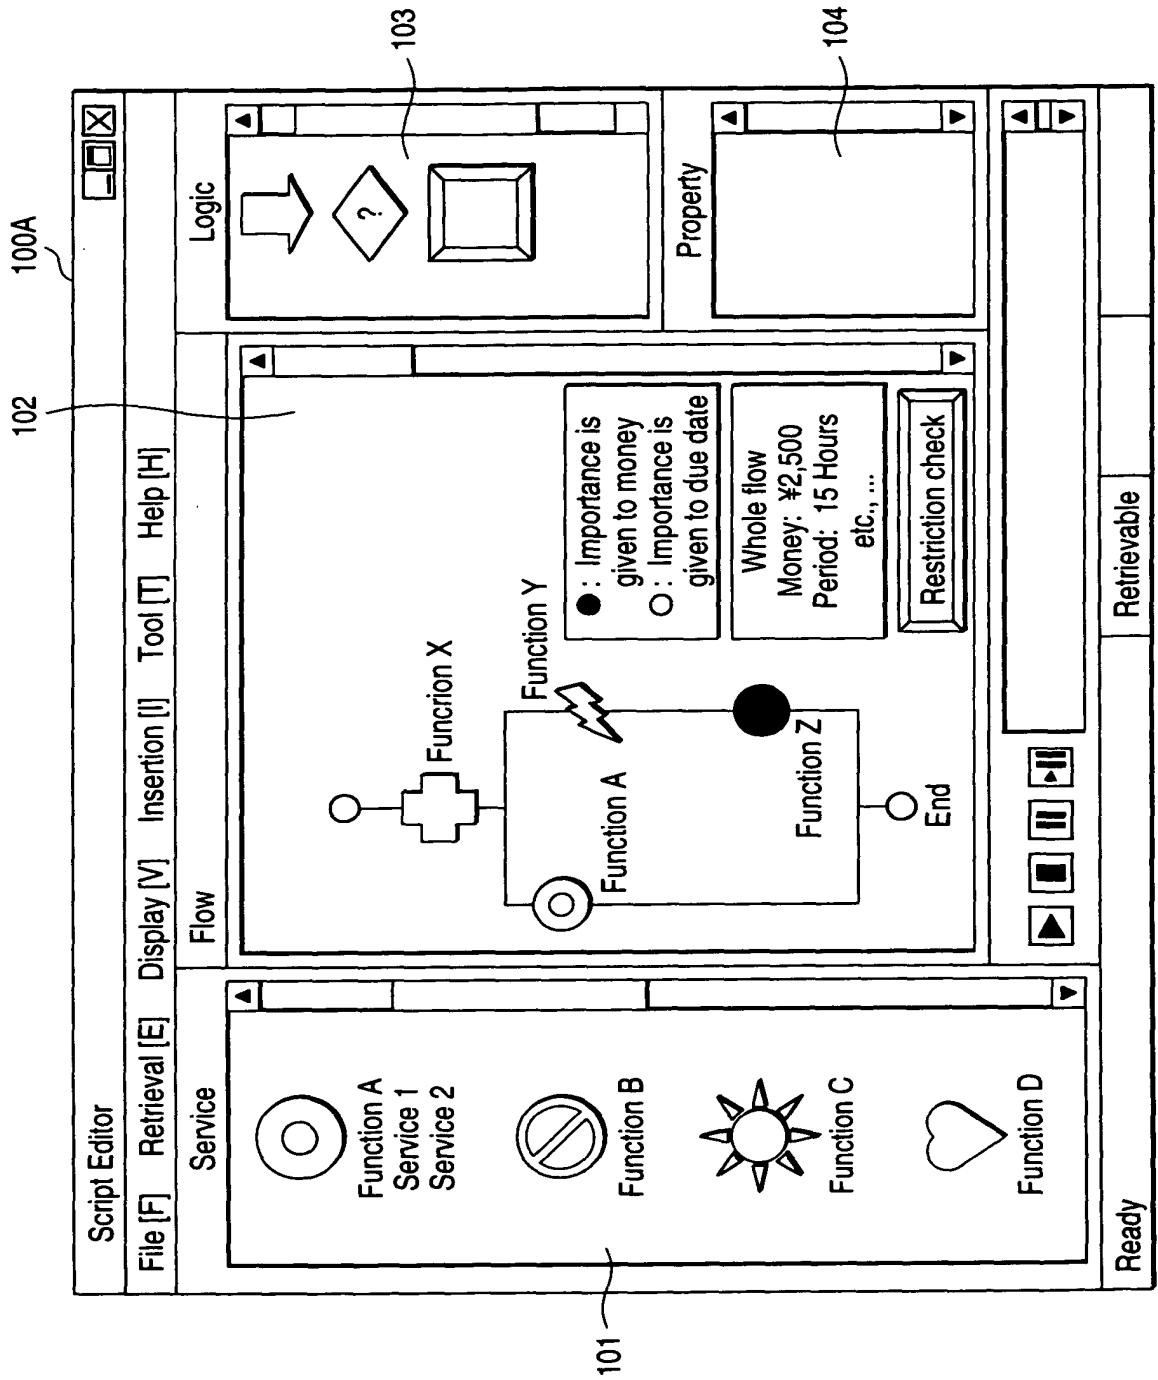 100A
Script Editor
File [F] Retrieval [E] Display [V] Insertion [I] Tool [T] Help [H]
Service
Function A
Service 1
Service 2
Function B
Function C
Function D
101
Flow
102
Funcrion X
Function A
Function Y
Function Z
End
● : Importance is
given to money
○ : Importance is
given to due date
Whole flow
Money: ¥2,500
Period: 15 Hours
etc., ...
Restriction check
Logic
?
103
Property
104
Ready
Retrievable